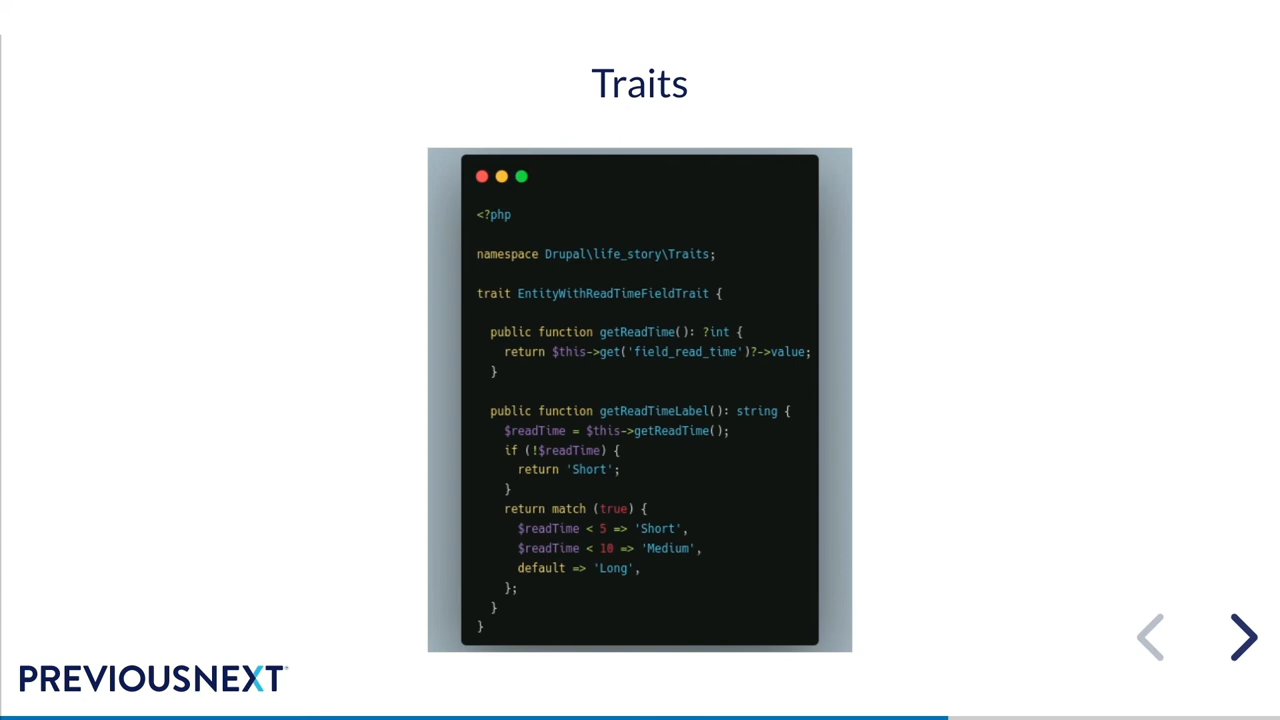 Traits
<?php
namespace Drupal\life_story\Traits;
trait EntityWithReadTimeFieldTrait {
public function getReadTime(): ?int {
return $this->get('field_read_time')?->value;
}
public function getReadTimeLabel(): string {
$readTime = $this->getReadTime();
if (!$readTime) {
return 'Short';
}
return match (true) {
$readTime < 5 => 'Short',
$readTime < 10 => 'Medium',
default => 'Long',
};
}
}
PREVIOUSNEXT